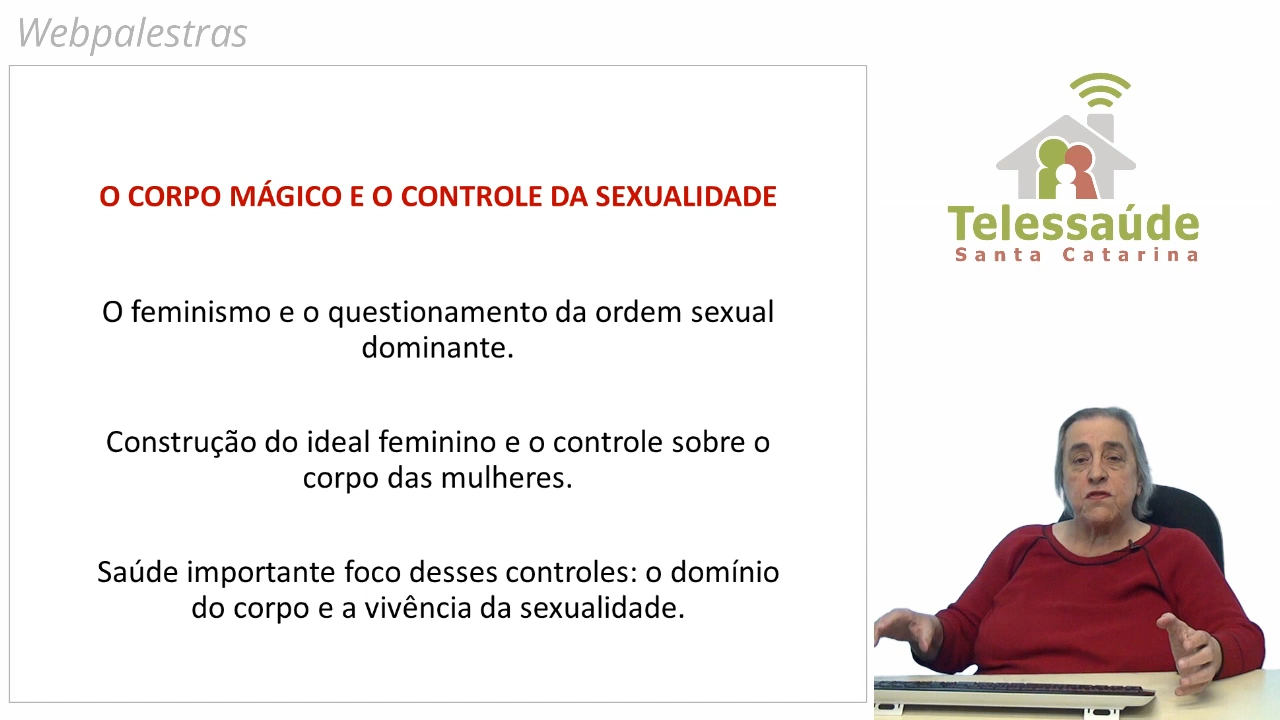 Webpalestras
O CORPO MÁGICO E O CONTROLE DA SEXUALIDADE
O feminismo e o questionamento da ordem sexual
dominante.
Construção do ideal feminino e o controle sobre o
corpo das mulheres.
Saúde importante foco desses controles: o domínio
do corpo e a vivência da sexualidade.
Telessaúde
Santa Catarina